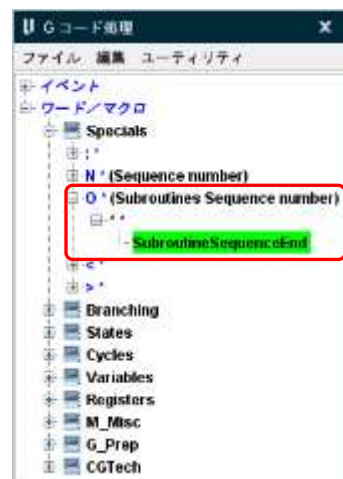 Gコード処理
ファイル 編集 ユーティリティ
イベント
ワード/マクロ
Specials
: *
N * (Sequence number)
O * (Subroutines Sequence number)
* *
SubroutineSequenceEnd
< *
> *
Branching
States
Cycles
Variables
Registers
M_Misc
G_Prep
CGTech